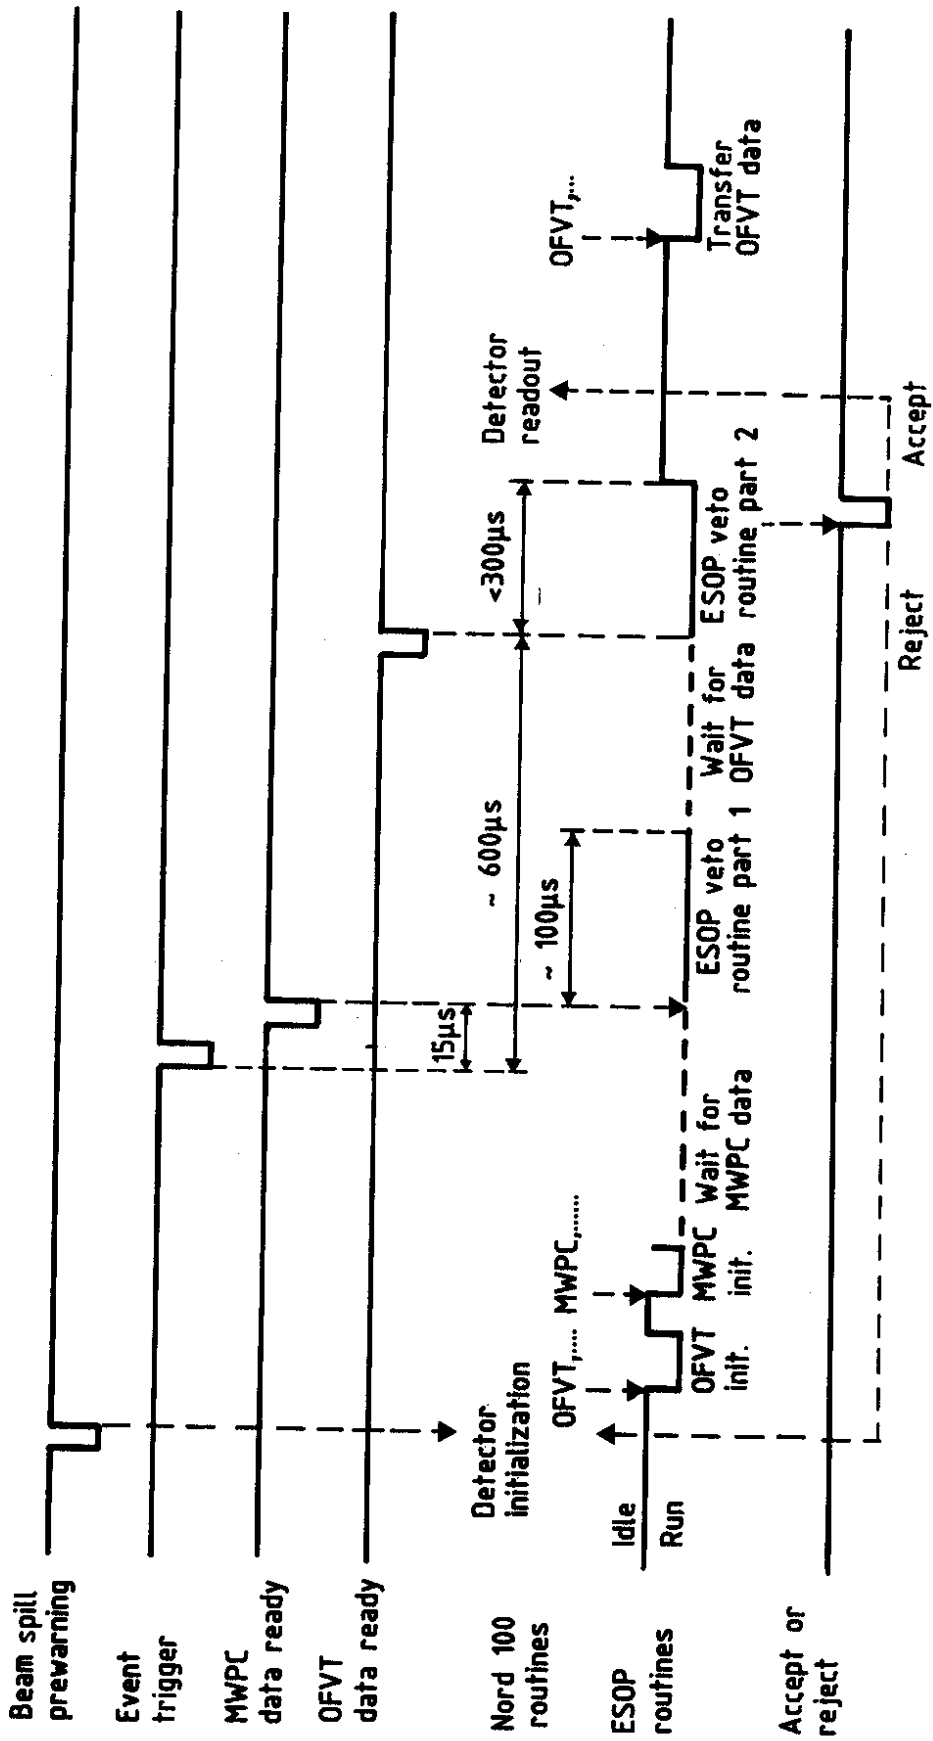 Beam spill
prewarning
Event
trigger
MWPC
data ready
OFVT
data ready
15µs
~ 600µs
<300µs
~ 100µs
Nord 100
routines
Detector
initialization
OFVT,.... MWPC,......
Detector
readout
OFVT,...
ESOP
routines
Idle
Run
OFVT
init.
MWPC
init.
Wait for
MWPC data
ESOP veto
routine part 1
Wait for
OFVT data
ESOP veto
routine part 2
Transfer
OFVT data
Accept or
reject
Reject
Accept